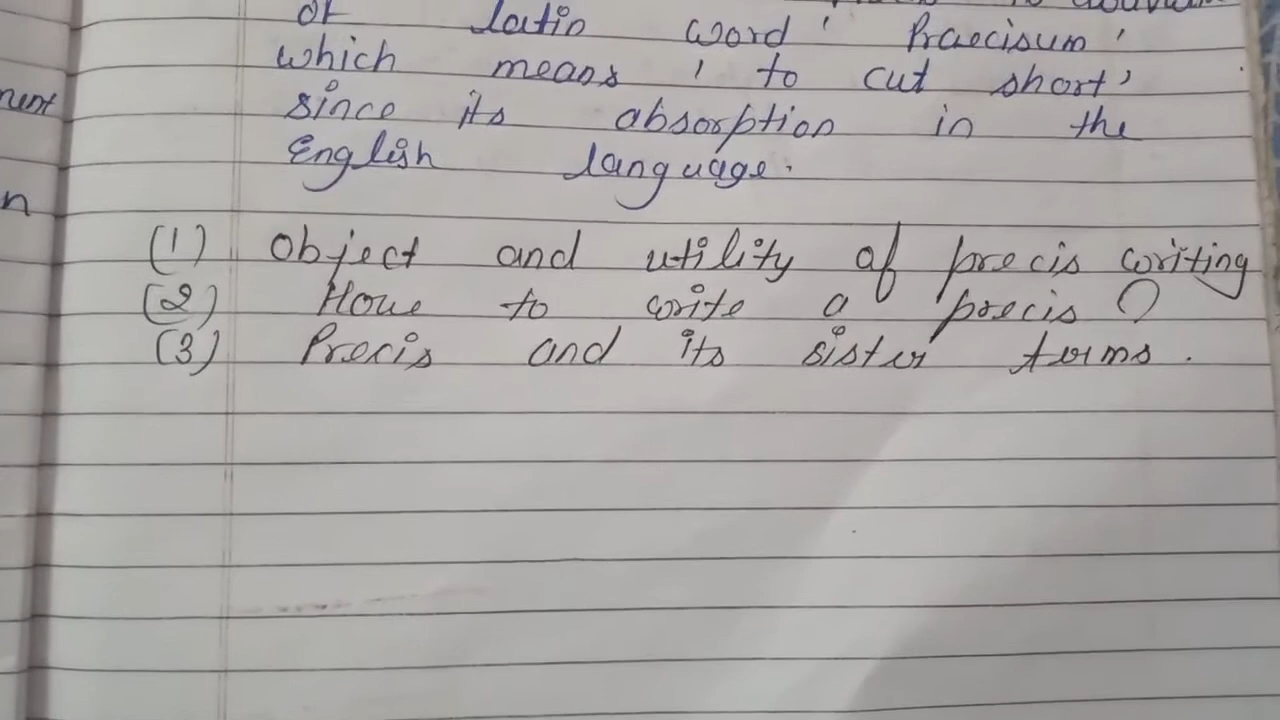 of latin word ' Praecisum '
which means ' to cut short '
since its absorption in the
English language.
n
(1) Object and utility of precis writing
(2) How to write a precis ?
(3) Precis and its sister terms.